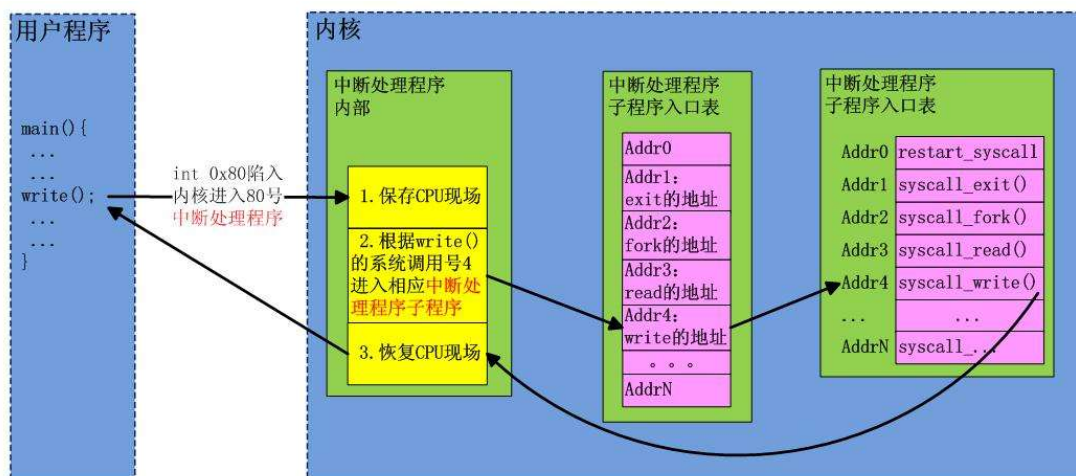 用户程序
main(){
...
...
write();
...
...
}
int 0x80陷入
内核进入80号
中断处理程序
内核
中断处理程序
内部
1.保存CPU现场
2.根据write()
的系统调用号4
进入相应中断处
理程序子程序
3.恢复CPU现场
中断处理程序
子程序入口表
Addr0
Addr1:
exit的地址
Addr2:
fork的地址
Addr3:
read的地址
Addr4:
write的地址
。。。
AddrN
中断处理程序
子程序入口表
Addr0 restart_syscall
Addr1 syscall_exit()
Addr2 syscall_fork()
Addr3 syscall_read()
Addr4 syscall_write()
... ...
AddrN syscall_...